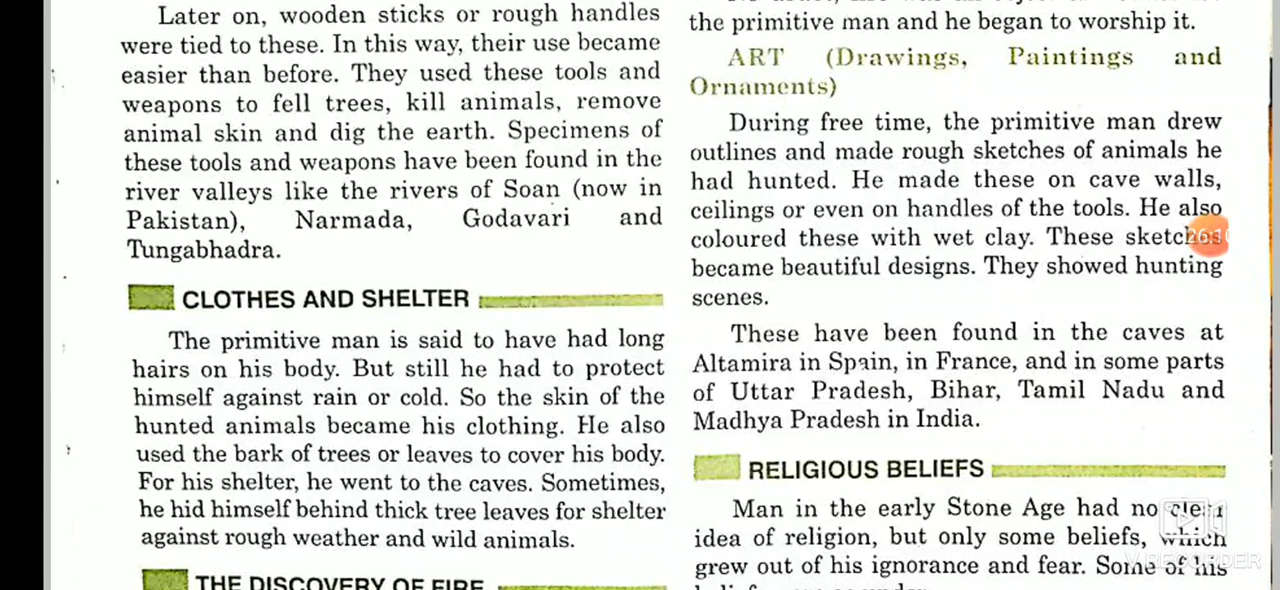 Later on, wooden sticks or rough handles
were tied to these. In this way, their use became
easier than before. They used these tools and
weapons to fell trees, kill animals, remove
animal skin and dig the earth. Specimens of
these tools and weapons have been found in the
river valleys like the rivers of Soan (now in
Pakistan), Narmada, Godavari and
Tungabhadra.
CLOTHES AND SHELTER
The primitive man is said to have had long
hairs on his body. But still he had to protect
himself against rain or cold. So the skin of the
hunted animals became his clothing. He also
used the bark of trees or leaves to cover his body.
For his shelter, he went to the caves. Sometimes,
he hid himself behind thick tree leaves for shelter
against rough weather and wild animals.
THE DISCOVERY OF FIRE
the primitive man and he began to worship it.
ART (Drawings, Paintings and
Ornaments)
During free time, the primitive man drew
outlines and made rough sketches of animals he
had hunted. He made these on cave walls,
ceilings or even on handles of the tools. He also
coloured these with wet clay. These sketches
became beautiful designs. They showed hunting
scenes.
These have been found in the caves at
Altamira in Spain, in France, and in some parts
of Uttar Pradesh, Bihar, Tamil Nadu and
Madhya Pradesh in India.
RELIGIOUS BELIEFS
Man in the early Stone Age had no clear
idea of religion, but only some beliefs, which
grew out of his ignorance and fear. Some of his
V RECORDER